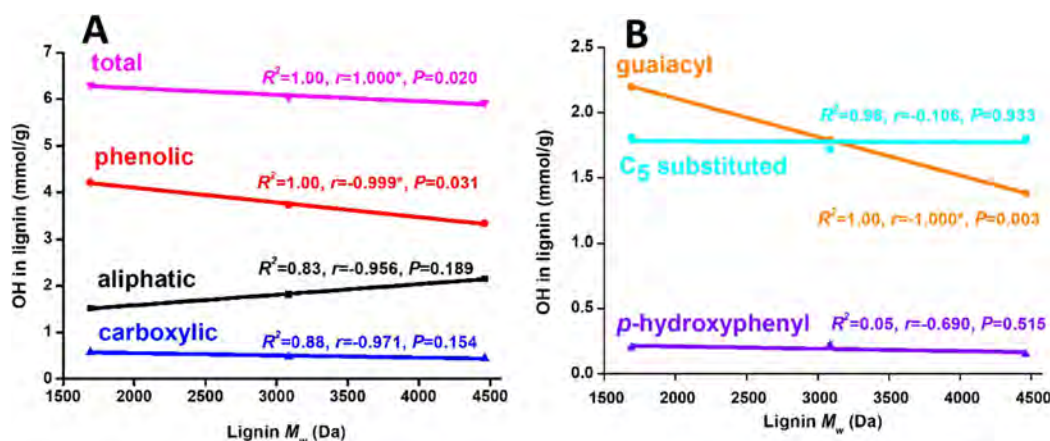 A
7
6
5
4
3
2
1
0
OH in lignin (mmol/g)
total
R²=1.00, r=1.000*, P=0.020
phenolic
R²=1.00, r=-0.999*, P=0.031
aliphatic
R²=0.83, r=-0.956, P=0.189
carboxylic
R²=0.88, r=-0.971, P=0.154
1500 2000 2500 3000 3500 4000 4500
Lignin Mw (Da)
B
2.5
2.0
1.5
1.0
0.5
0.0
OH in lignin (mmol/g)
guaiacyl
R²=0.98, r=-0.106, P=0.933
C5 substituted
R²=1.00, r=-1.000*, P=0.003
p-hydroxyphenyl
R²=0.05, r=-0.690, P=0.515
1500 2000 2500 3000 3500 4000 4500
Lignin Mw (Da)